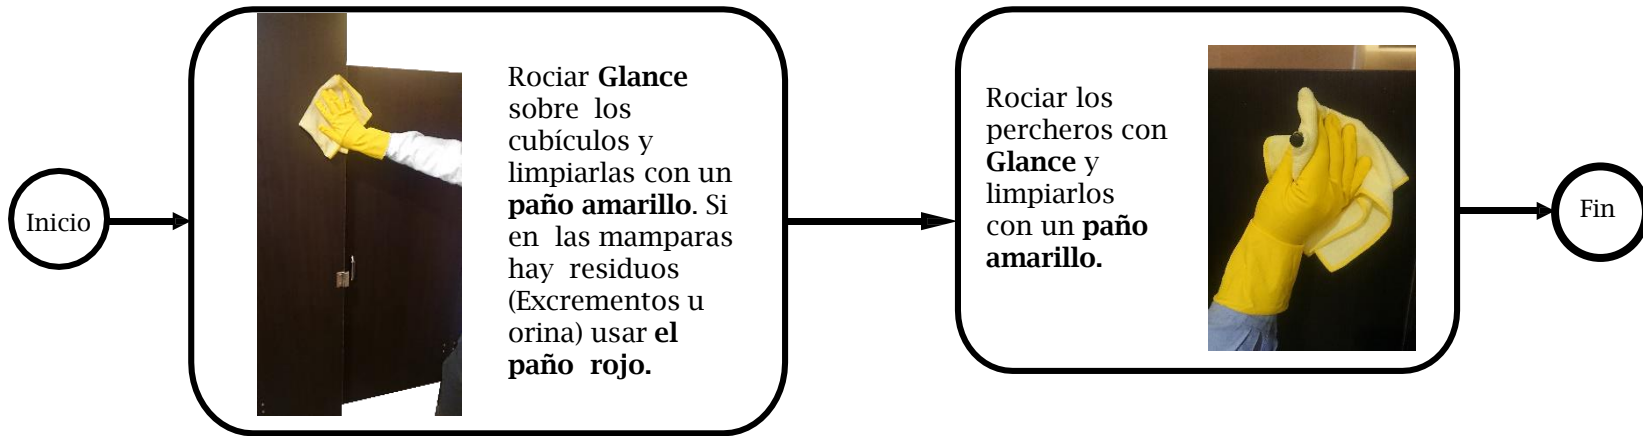 Inicio
Rociar Glance
sobre los
cubículos y
limpiarlas con un
paño amarillo. Si
en las mamparas
hay residuos
(Excrementos u
orina) usar el
paño rojo.
Rociar los
percheros con
Glance y
limpiarlos
con un paño
amarillo.
Fin